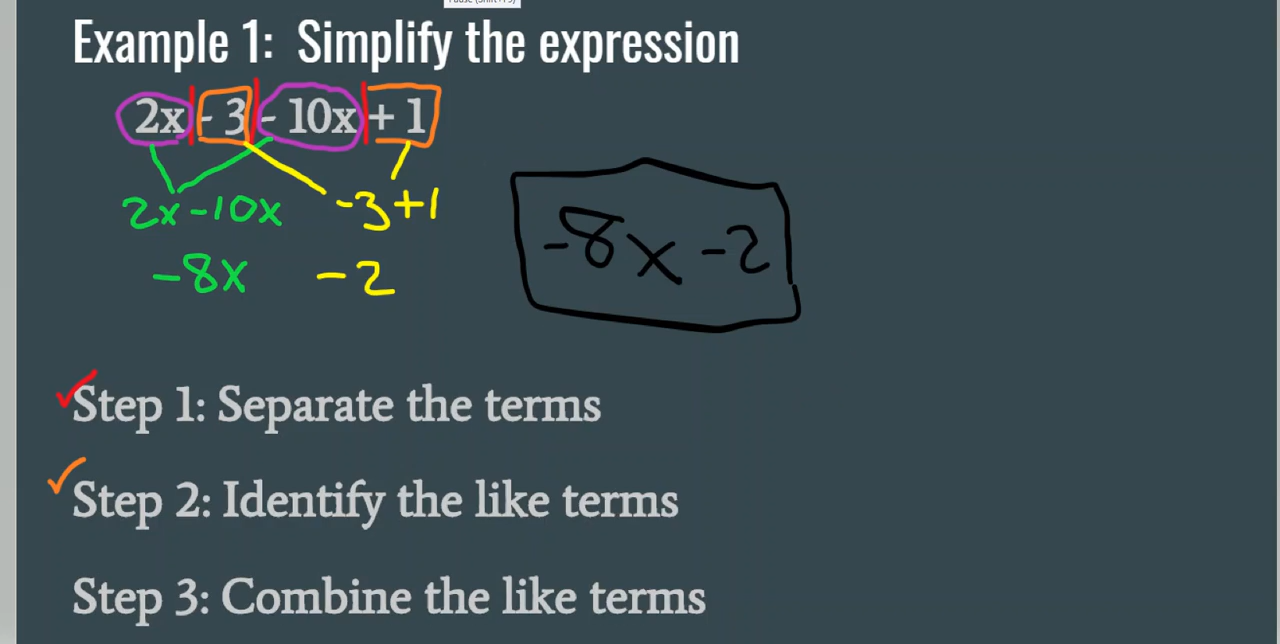 Example 1: Simplify the expression
2x - 3 - 10x + 1
2x -10x -3 +1
-8x -2
-8x -2
Step 1: Separate the terms
Step 2: Identify the like terms
Step 3: Combine the like terms